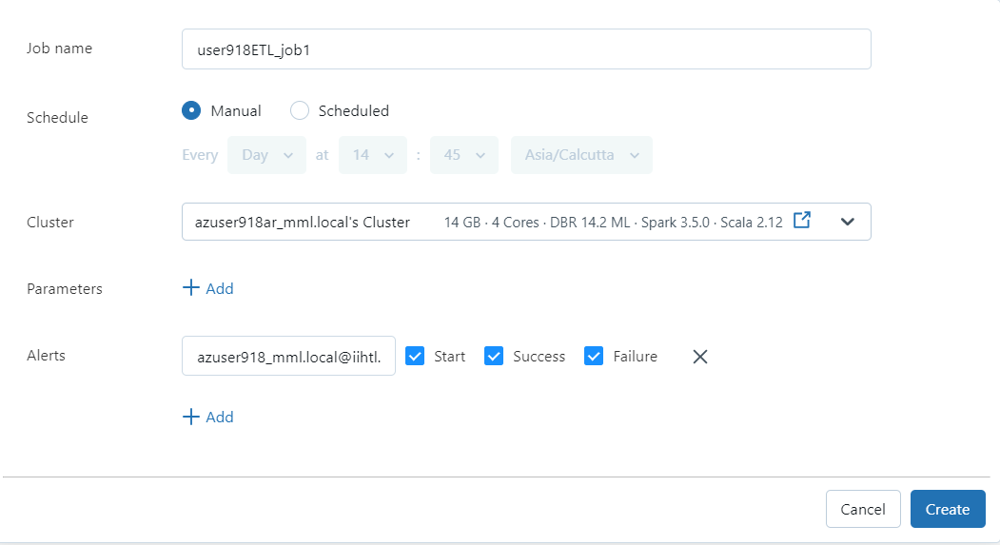 Job name user918ETL_job1
Schedule Manual Scheduled
Every Day at 14 : 45 Asia/Calcutta
Cluster azuser918ar_mml.local's Cluster 14 GB · 4 Cores · DBR 14.2 ML · Spark 3.5.0 · Scala 2.12
Parameters + Add
Alerts azuser918_mml.local@iihtl. Start Success Failure
+ Add
Cancel Create